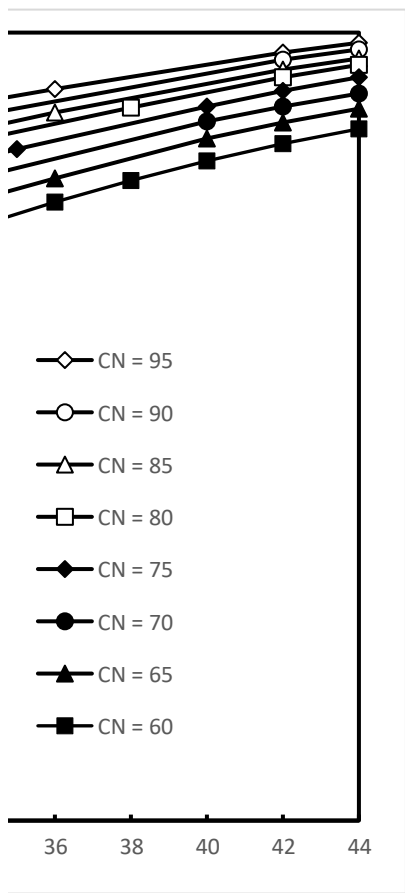 CN = 95
CN = 90
CN = 85
CN = 80
CN = 75
CN = 70
CN = 65
CN = 60
36 38 40 42 44